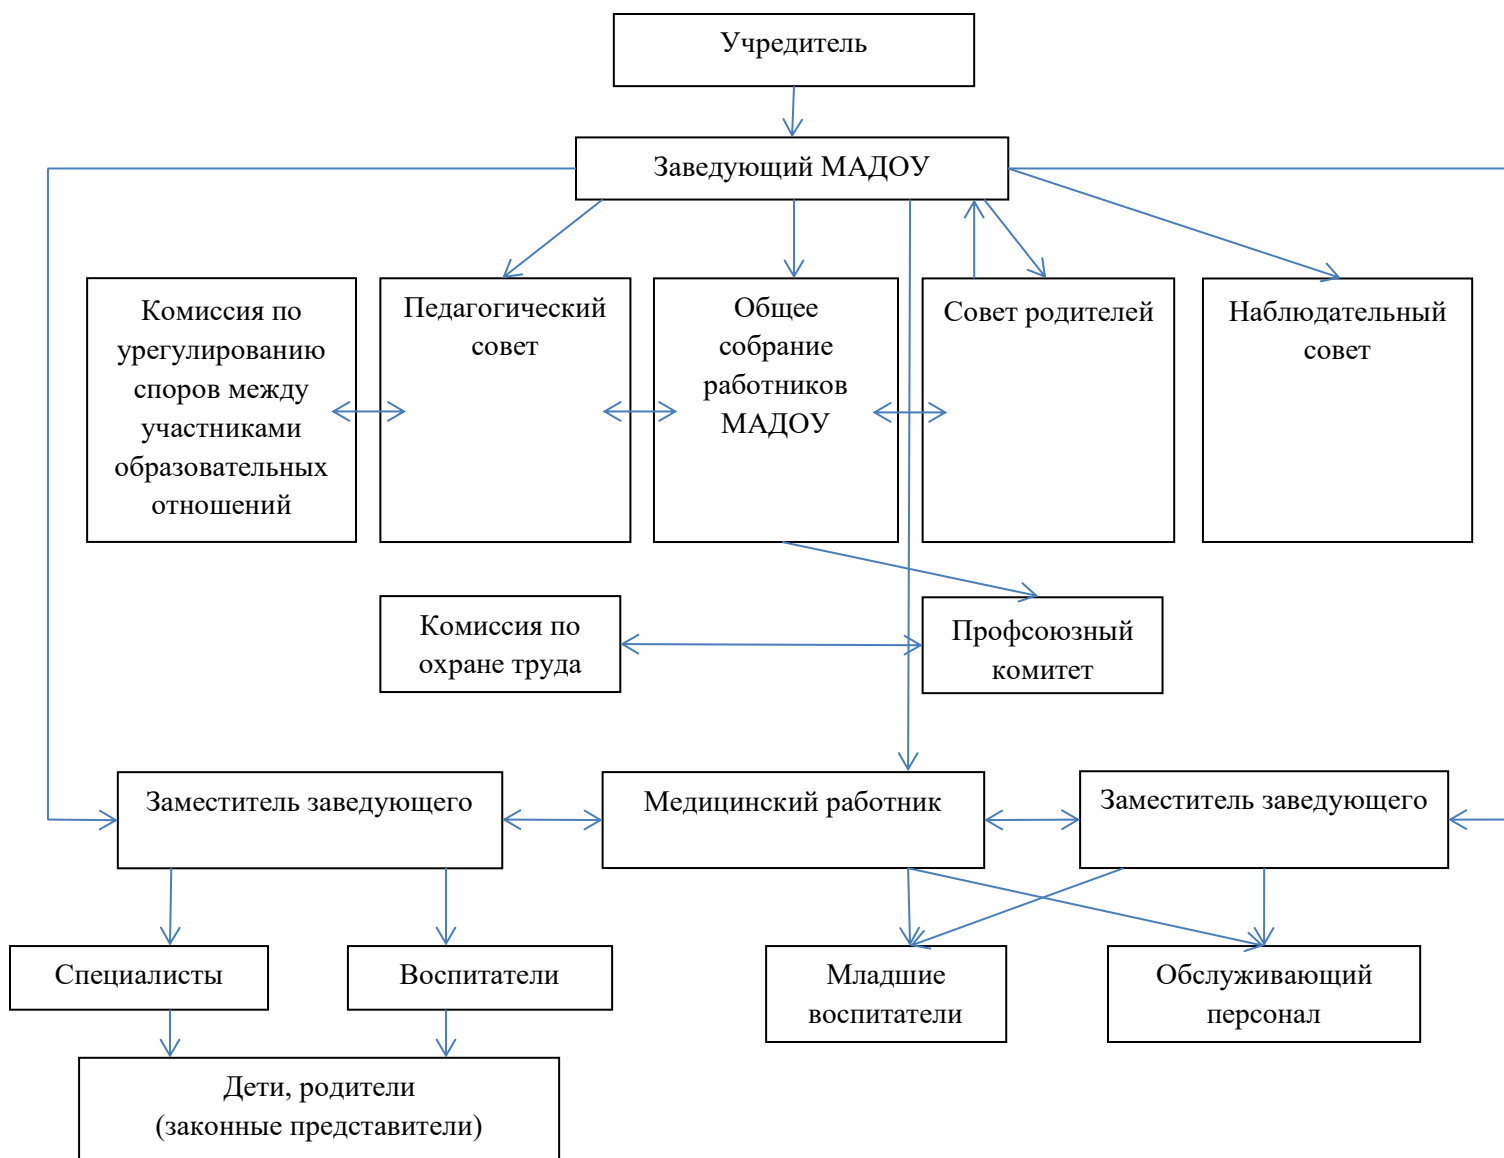 Учредитель
Заведующий МАДОУ
Комиссия по
урегулированию
споров между
участниками
образовательных
отношений
Педагогический
совет
Общее
собрание
работников
МАДОУ
Совет родителей
Наблюдательный
совет
Комиссия по
охране труда
Профсоюзный
комитет
Заместитель заведующего
Медицинский работник
Заместитель заведующего
Специалисты
Воспитатели
Младшие
воспитатели
Обслуживающий
персонал
Дети, родители
(законные представители)